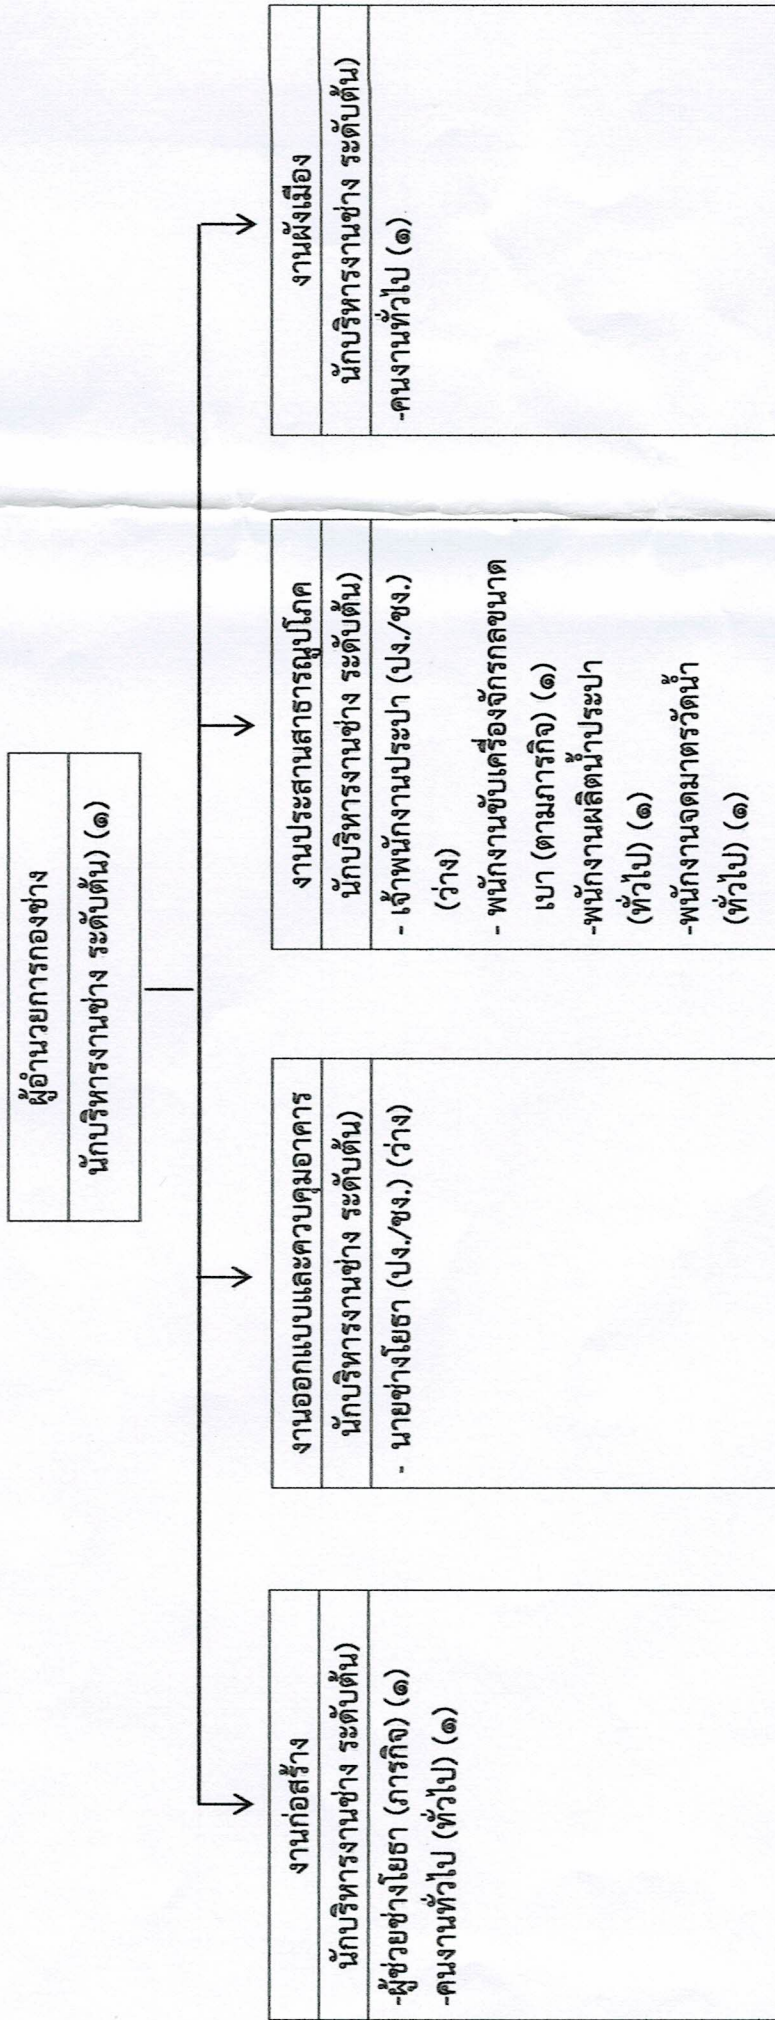 ผู้อำนวยการกองช่าง
นักบริหารงานช่าง ระดับต้น) (๑)
งานก่อสร้าง
นักบริหารงานช่าง ระดับต้น)
-ผู้ช่วยช่างโยธา (ภารกิจ) (๑)
-คนงานทั่วไป (ทั่วไป) (๑)
งานออกแบบและควบคุมอาคาร
นักบริหารงานช่าง ระดับต้น)
- นายช่างโยธา (ปง./ชง.) (ว่าง)
งานประสานสาธารณูปโภค
นักบริหารงานช่าง ระดับต้น)
- เจ้าพนักงานประปา (ปง./ชง.)
(ว่าง)
- พนักงานขับเครื่องจักรกลขนาด
เบา (ตามภารกิจ) (๑)
-พนักงานผลิตน้ำประปา
(ทั่วไป) (๑)
-พนักงานจดมาตรวัดน้ำ
(ทั่วไป) (๑)
งานผังเมือง
นักบริหารงานช่าง ระดับต้น)
-คนงานทั่วไป (๑)